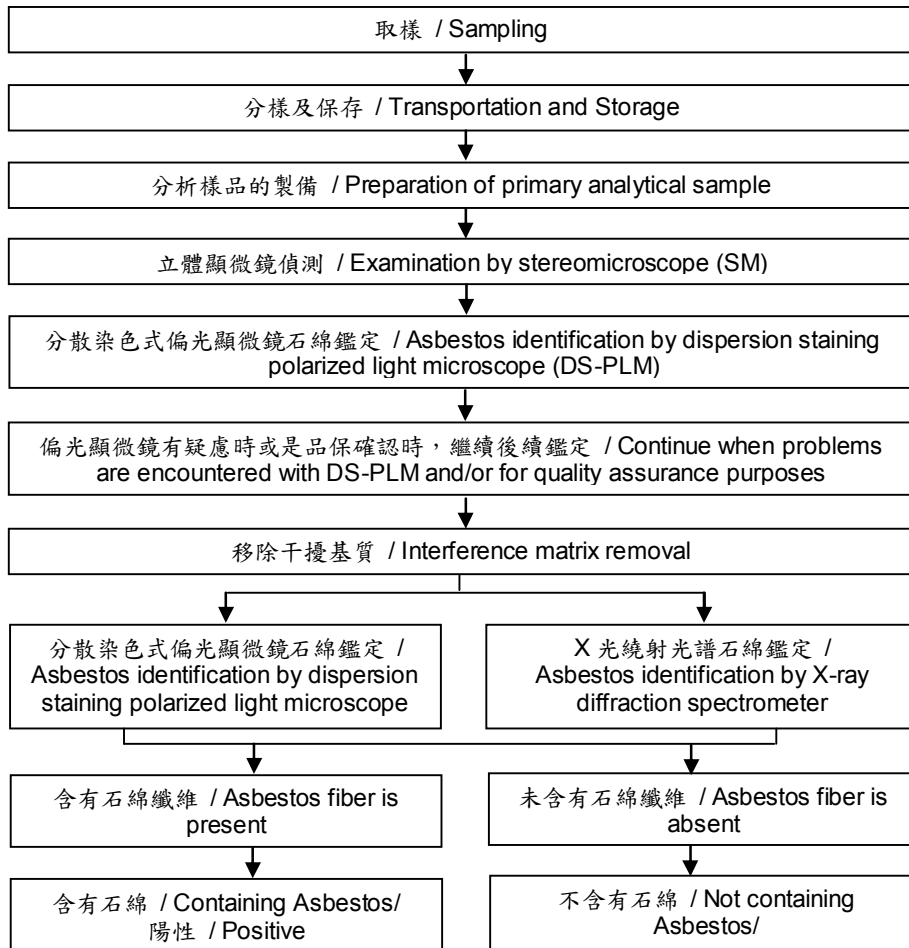 取樣 / Sampling
分樣及保存 / Transportation and Storage
分析樣品的製備 / Preparation of primary analytical sample
立體顯微鏡偵測 / Examination by stereomicroscope (SM)
分散染色式偏光顯微鏡石綿鑑定 / Asbestos identification by dispersion staining
polarized light microscope (DS-PLM)
偏光顯微鏡有疑慮時或是品保確認時，繼續後續鑑定 / Continue when problems
are encountered with DS-PLM and/or for quality assurance purposes
移除干擾基質 / Interference matrix removal
分散染色式偏光顯微鏡石綿鑑定 /
Asbestos identification by dispersion
staining polarized light microscope
X 光繞射光譜石綿鑑定 /
Asbestos identification by X-ray
diffraction spectrometer
含有石綿纖維 / Asbestos fiber is
present
未含有石綿纖維 / Asbestos fiber is
absent
含有石綿 / Containing Asbestos/
陽性 / Positive
不含有石綿 / Not containing
Asbestos/